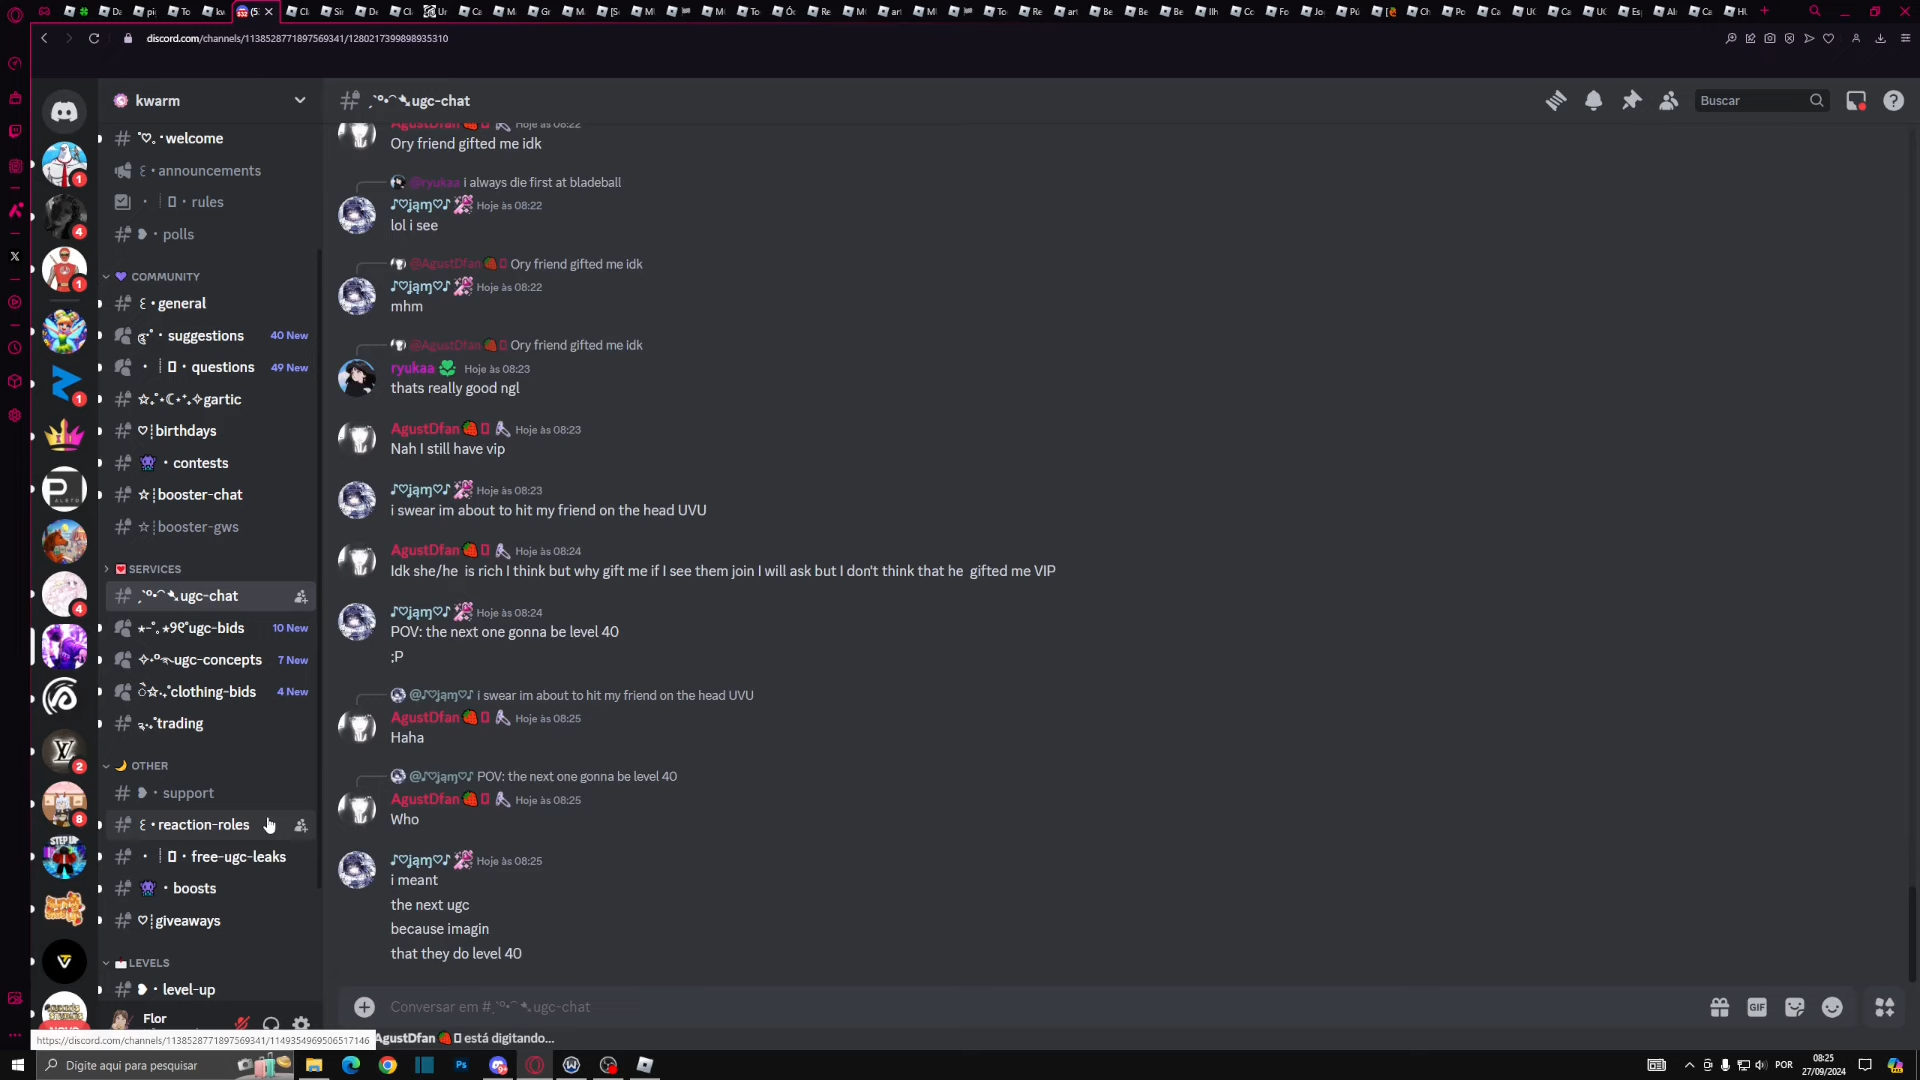 discord.com/channels/1138528771897569341/1280217399898935310
kwarm
welcome
announcements
rules
polls
COMMUNITY
general
suggestions 40 New
questions 49 New
gartic
birthdays
contests
booster-chat
booster-gws
SERVICES
ugc-chat
ugc-bids 10 New
ugc-concepts 7 New
clothing-bids 4 New
trading
OTHER
support
reaction-roles
free-ugc-leaks
boosts
giveaways
LEVELS
level-up
Flor
https://discord.com/channels/1138528771897569341/1149354969506517146
ugc-chat
Buscar
AgustDfan Hoje às 08:22
Ory friend gifted me idk
@ryukaa i always die first at bladeball
♪♡jąɱ♡♪ Hoje às 08:22
lol i see
@AgustDfan Ory friend gifted me idk
♪♡jąɱ♡♪ Hoje às 08:22
mhm
@AgustDfan Ory friend gifted me idk
ryukaa Hoje às 08:23
thats really good ngl
AgustDfan Hoje às 08:23
Nah I still have vip
♪♡jąɱ♡♪ Hoje às 08:23
i swear im about to hit my friend on the head UVU
AgustDfan Hoje às 08:24
Idk she/he is rich I think but why gift me if I see them join I will ask but I don't think that he gifted me VIP
♪♡jąɱ♡♪ Hoje às 08:24
POV: the next one gonna be level 40
;P
@♪♡jąɱ♡♪ i swear im about to hit my friend on the head UVU
AgustDfan Hoje às 08:25
Haha
@♪♡jąɱ♡♪ POV: the next one gonna be level 40
AgustDfan Hoje às 08:25
Who
♪♡jąɱ♡♪ Hoje às 08:25
i meant
the next ugc
because imagin
that they do level 40
Conversar em # ugc-chat
GIF
AgustDfan está digitando...
Digite aqui para pesquisar
Ps
POR
08:25
27/09/2024